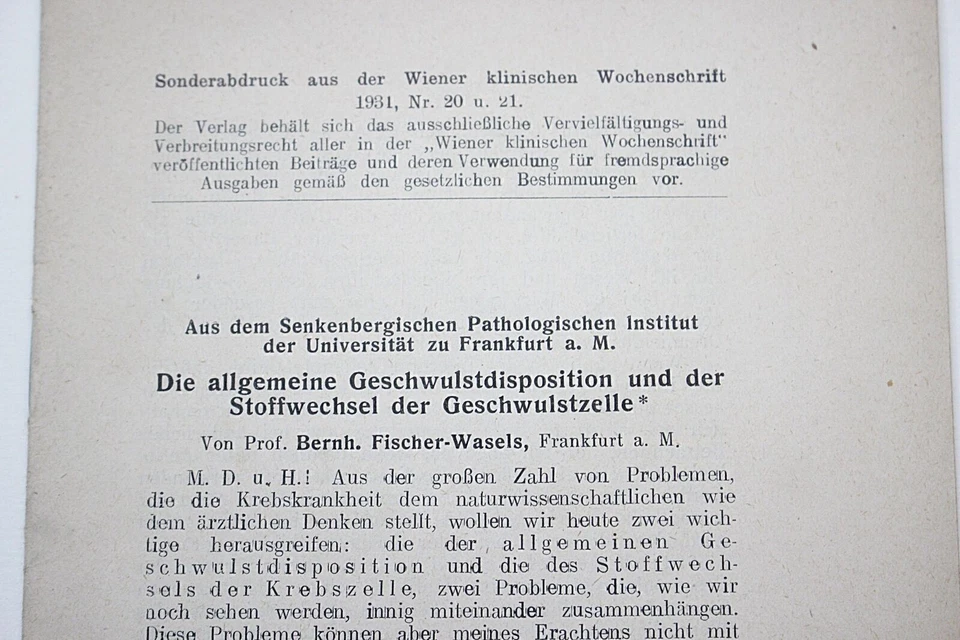 Sonderabdruck aus der Wiener klinischen Wochenschrift
1931, Nr. 20 u. 21.
Der Verlag behält sich das ausschließliche Vervielfältigungs- und
Verbreitungsrecht aller in der „Wiener klinischen Wochenschrift“
veröffentlichten Beiträge und deren Verwendung für fremdsprachige
Ausgaben gemäß den gesetzlichen Bestimmungen vor.
Aus dem Senkenbergischen Pathologischen Institut
der Universität zu Frankfurt a. M.
Die allgemeine Geschwulstdisposition und der
Stoffwechsel der Geschwulstzelle*
Von Prof. Bernh. Fischer-Wasels, Frankfurt a. M.
M. D. u. H.! Aus der großen Zahl von Problemen,
die die Krebskrankheit dem naturwissenschaftlichen wie
dem ärztlichen Denken stellt, wollen wir heute zwei wich-
tige herausgreifen: die der allgemeinen Ge-
schwulstdisposition und die des Stoffwech-
sels der Krebszelle, zwei Probleme, die, wie wir
noch sehen werden, innig miteinander zusammenhängen.
Diese Probleme können aber meines Erachtens nicht mit